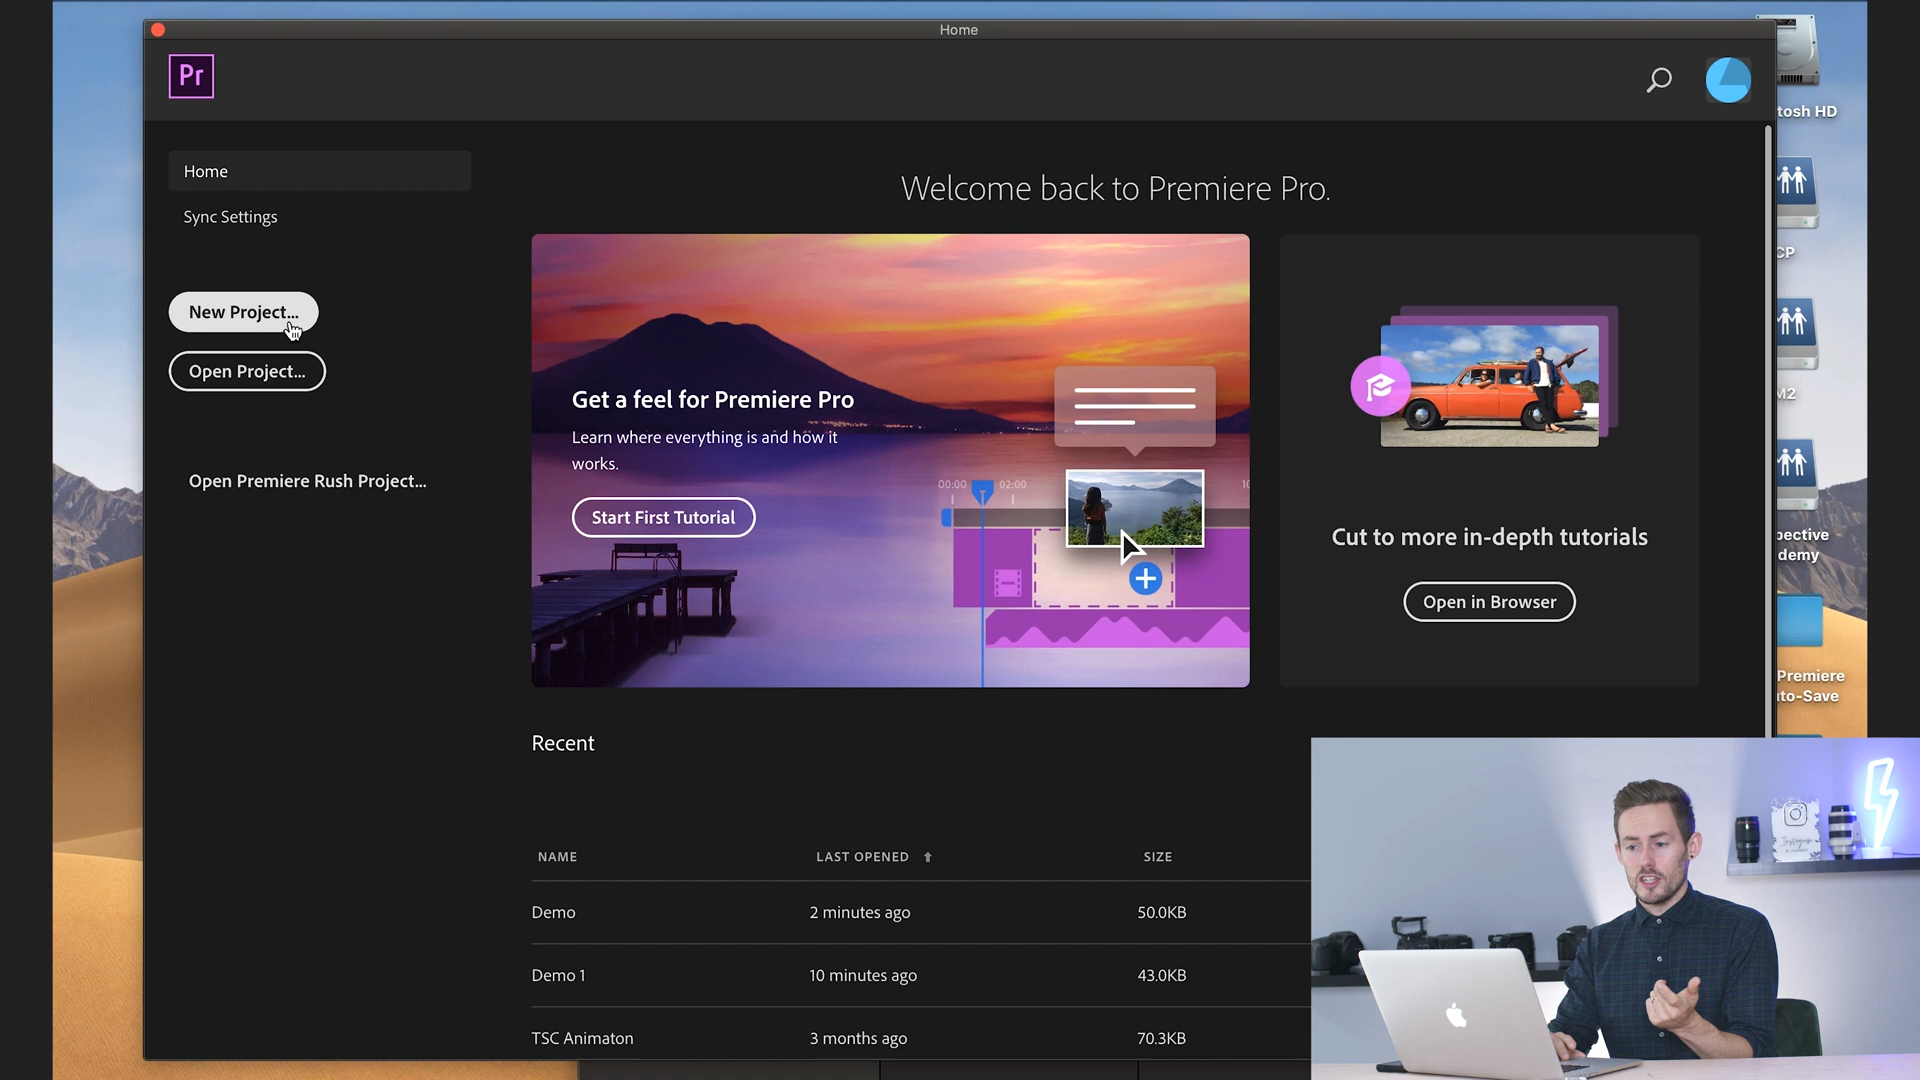 Home
Pr
tosh HD
Home
Sync Settings
Welcome back to Premiere Pro.
CP
New Project...
Open Project...
M2
Get a feel for Premiere Pro
Learn where everything is and how it
works.
Open Premiere Rush Project...
00:00
02:00
10
Start First Tutorial
Cut to more in-depth tutorials
pective
demy
Open in Browser
Premiere
to-Save
Recent
NAME
LAST OPENED
SIZE
Demo
2 minutes ago
50.0KB
Demo 1
10 minutes ago
43.0KB
TSC Animaton
3 months ago
70.3KB
Instagram